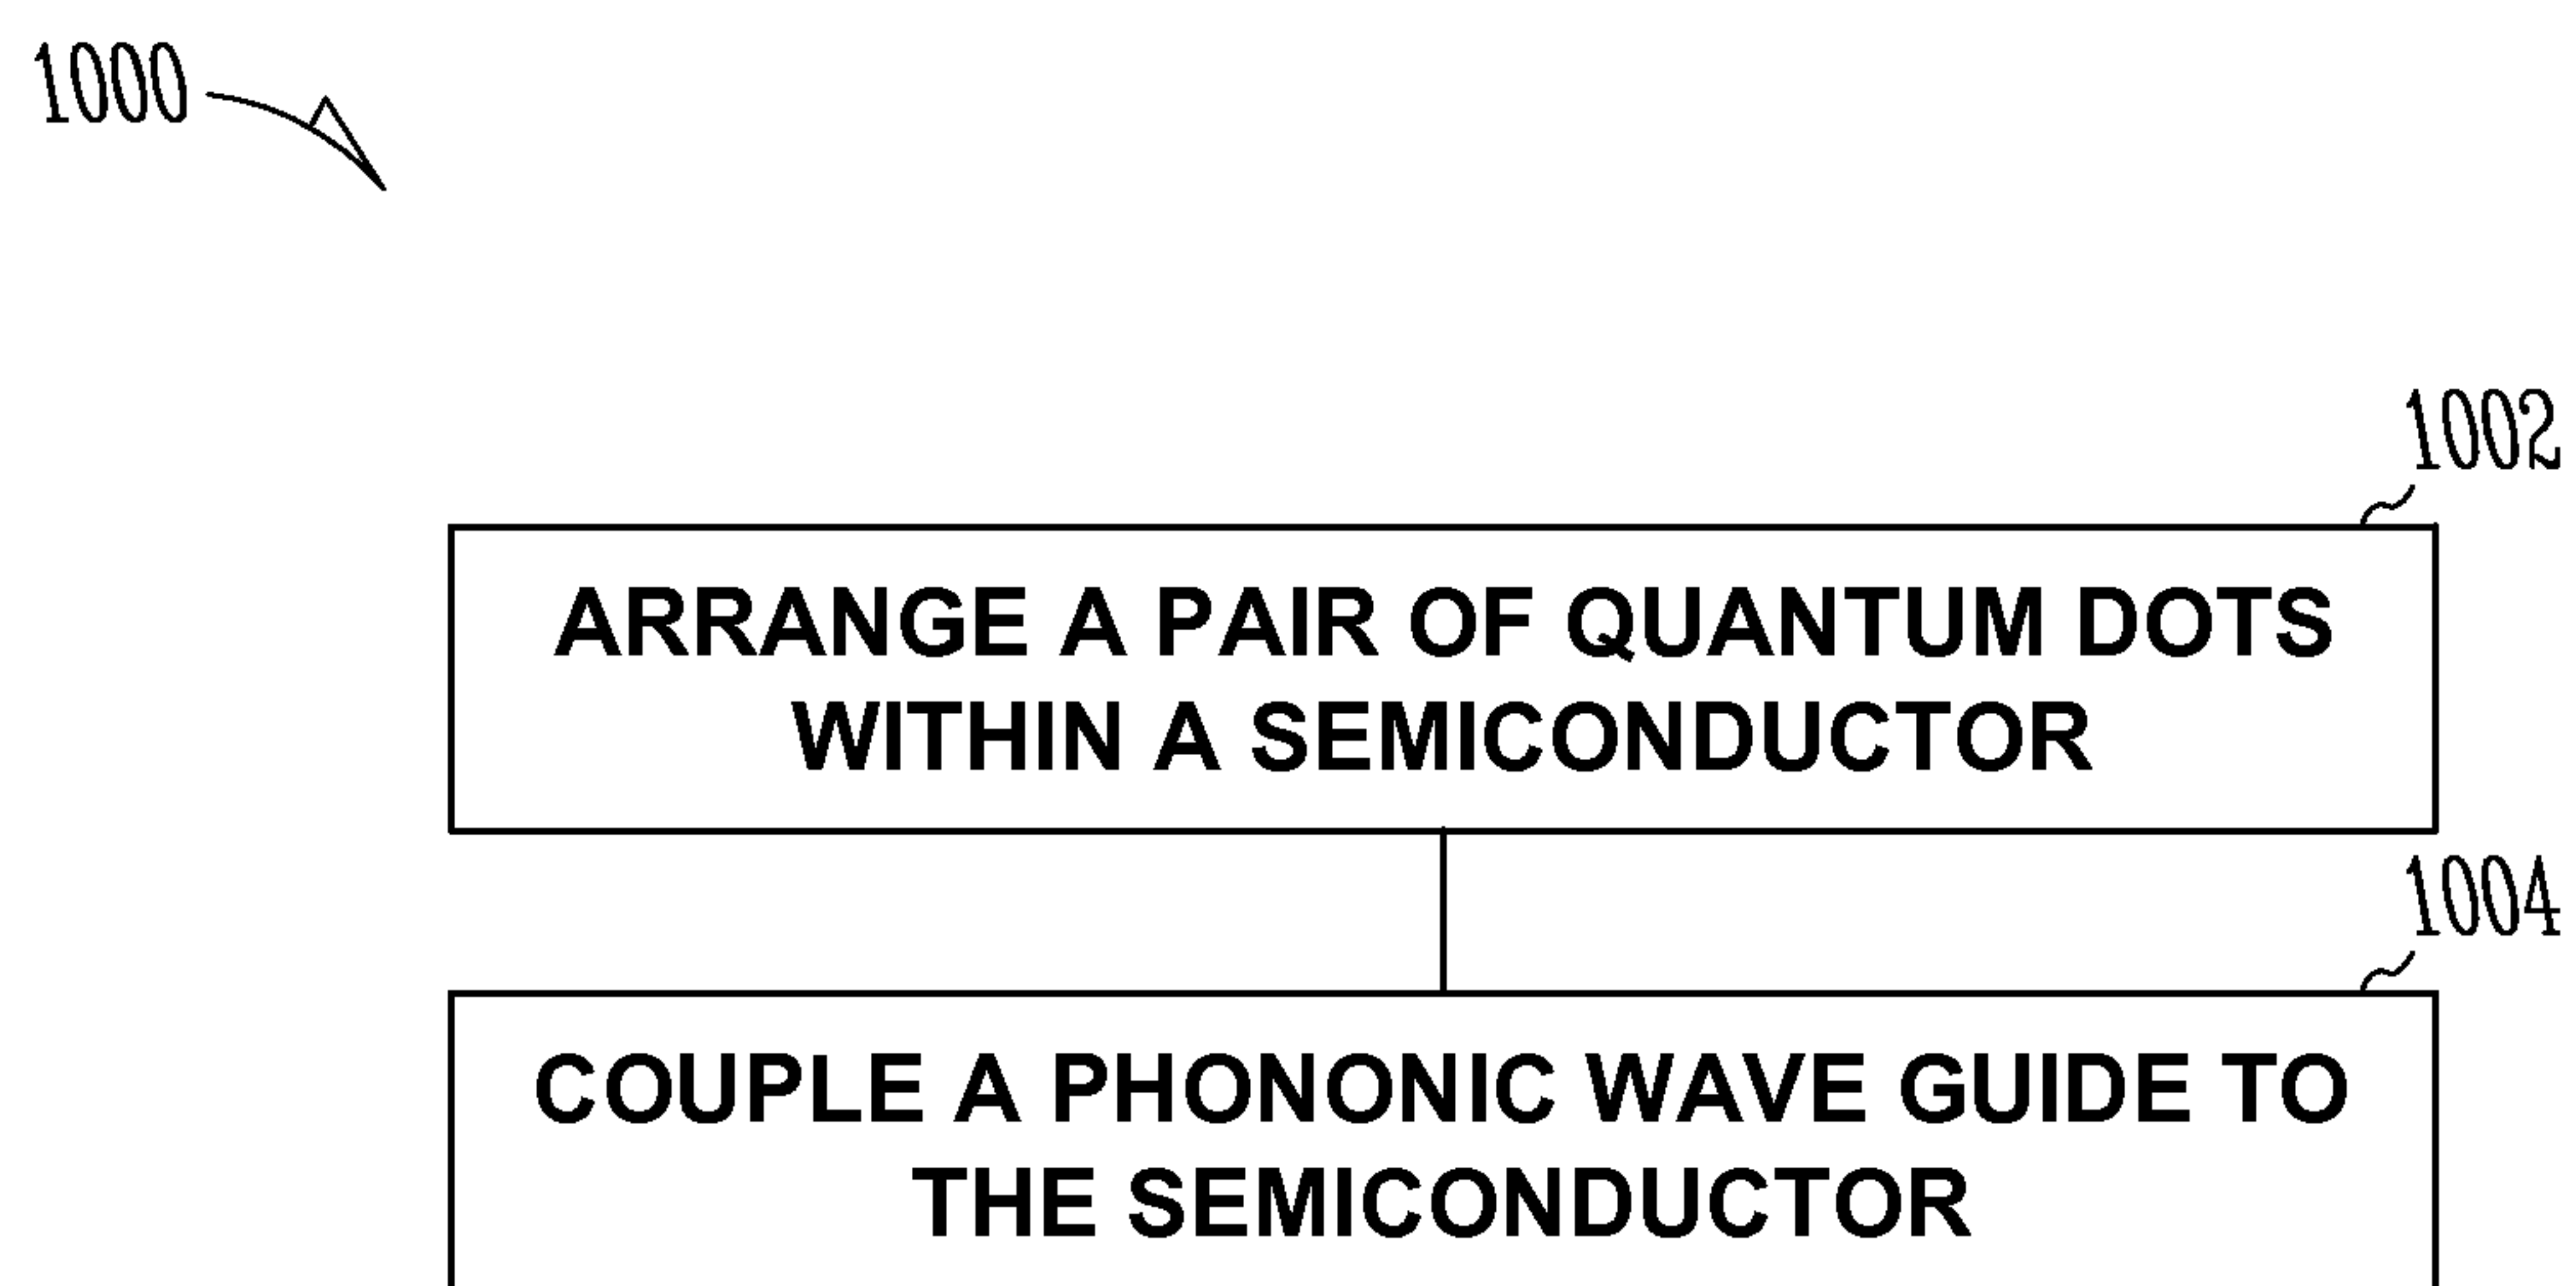 1000
1002
ARRANGE A PAIR OF QUANTUM DOTS
WITHIN A SEMICONDUCTOR
1004
COUPLE A PHONONIC WAVE GUIDE TO
THE SEMICONDUCTOR